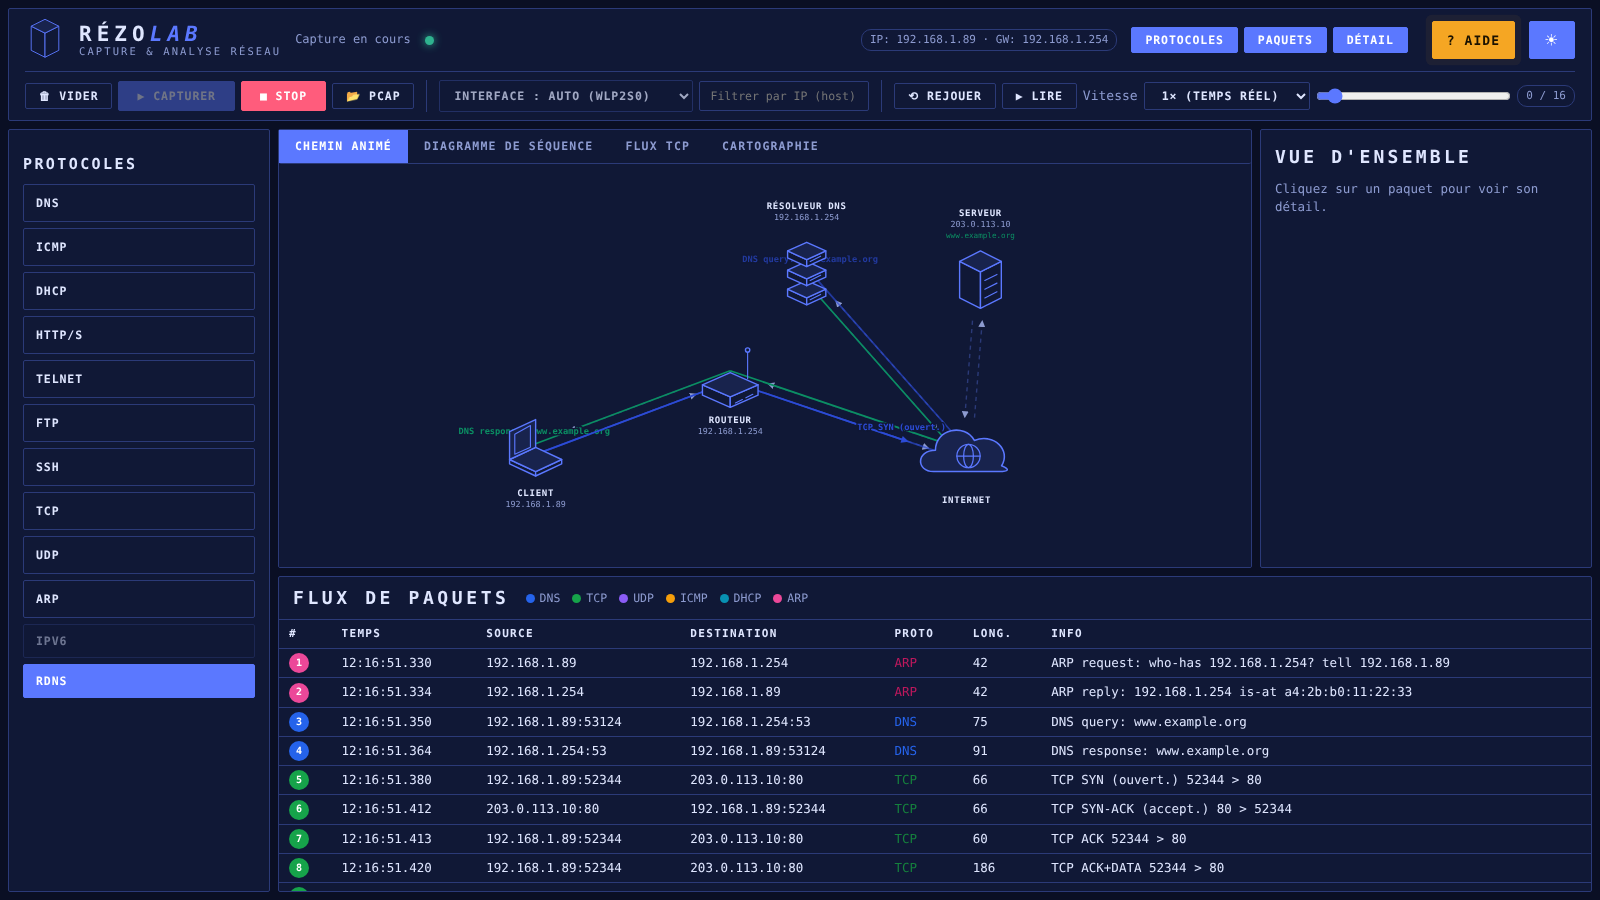 RÉZOLAB
CAPTURE & ANALYSE RÉSEAU
Capture en cours
IP: 192.168.1.89 · GW: 192.168.1.254
PROTOCOLES
PAQUETS
DÉTAIL
? AIDE
VIDER
CAPTURER
STOP
PCAP
INTERFACE : AUTO (WLP2S0)
Filtrer par IP (host)
REJOUER
LIRE
Vitesse
1× (TEMPS RÉEL)
0 / 16
PROTOCOLES
DNS
ICMP
DHCP
HTTP/S
TELNET
FTP
SSH
TCP
UDP
ARP
IPV6
RDNS
CHEMIN ANIMÉ
DIAGRAMME DE SÉQUENCE
FLUX TCP
CARTOGRAPHIE
RÉSOLVEUR DNS
192.168.1.254
SERVEUR
203.0.113.10
www.example.org
DNS query
example.org
ROUTEUR
192.168.1.254
TCP SYN (ouvert.)
DNS respon
www.example.org
CLIENT
192.168.1.89
INTERNET
VUE D'ENSEMBLE
Cliquez sur un paquet pour voir son
détail.
FLUX DE PAQUETS
DNS TCP UDP ICMP DHCP ARP
# TEMPS SOURCE DESTINATION PROTO LONG. INFO
1 12:16:51.330 192.168.1.89 192.168.1.254 ARP 42 ARP request: who-has 192.168.1.254? tell 192.168.1.89
2 12:16:51.334 192.168.1.254 192.168.1.89 ARP 42 ARP reply: 192.168.1.254 is-at a4:2b:b0:11:22:33
3 12:16:51.350 192.168.1.89:53124 192.168.1.254:53 DNS 75 DNS query: www.example.org
4 12:16:51.364 192.168.1.254:53 192.168.1.89:53124 DNS 91 DNS response: www.example.org
5 12:16:51.380 192.168.1.89:52344 203.0.113.10:80 TCP 66 TCP SYN (ouvert.) 52344 > 80
6 12:16:51.412 203.0.113.10:80 192.168.1.89:52344 TCP 66 TCP SYN-ACK (accept.) 80 > 52344
7 12:16:51.413 192.168.1.89:52344 203.0.113.10:80 TCP 60 TCP ACK 52344 > 80
8 12:16:51.420 192.168.1.89:52344 203.0.113.10:80 TCP 186 TCP ACK+DATA 52344 > 80